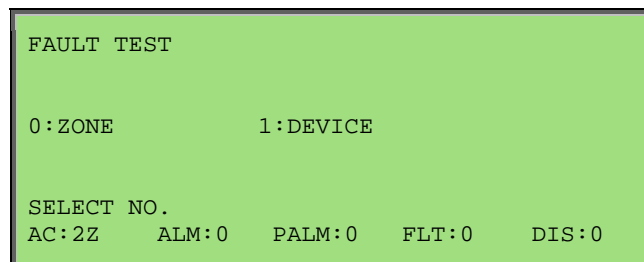 FAULT TEST
0:ZONE 1:DEVICE
SELECT NO.
AC:2Z ALM:0 PALM:0 FLT:0 DIS:0